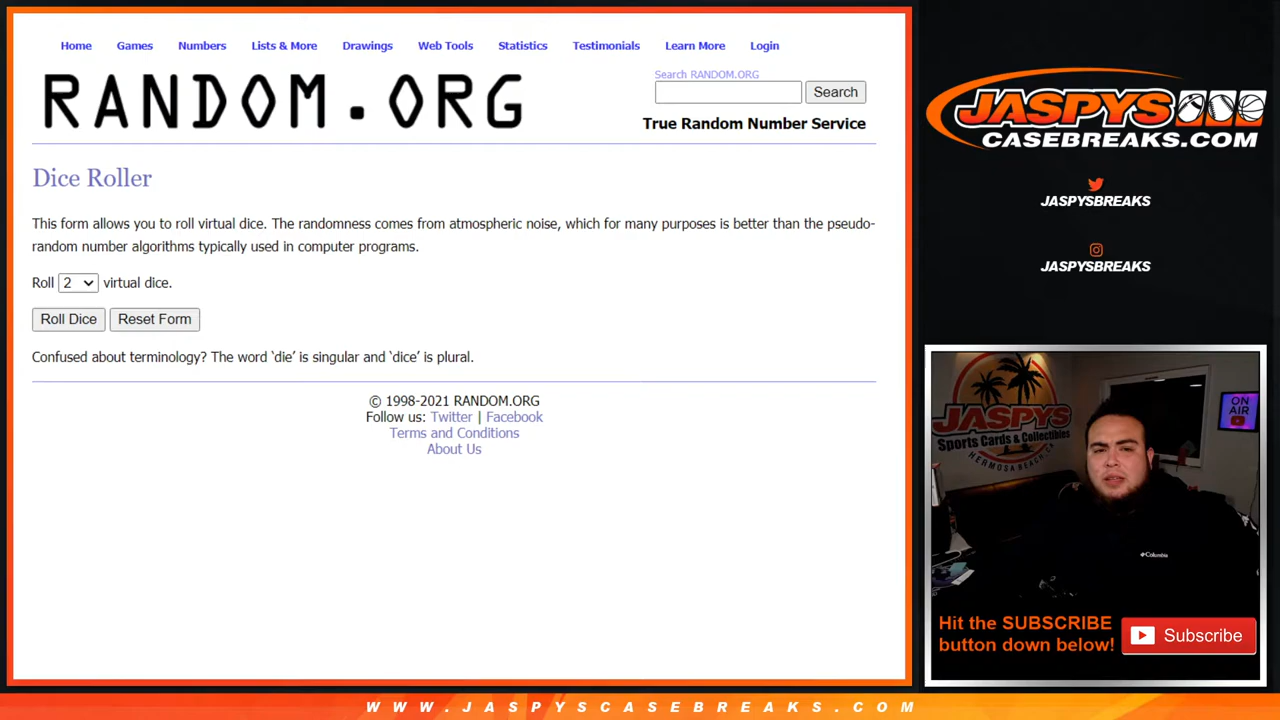 Home Games Numbers Lists & More Drawings Web Tools Statistics Testimonials Learn More Login
RANDOM.ORG
Search RANDOM.ORG
Search
True Random Number Service
Dice Roller
This form allows you to roll virtual dice. The randomness comes from atmospheric noise, which for many purposes is better than the pseudo-
random number algorithms typically used in computer programs.
Roll 2 virtual dice.
Roll Dice Reset Form
Confused about terminology? The word ‘die’ is singular and ‘dice’ is plural.
© 1998-2021 RANDOM.ORG
Follow us: Twitter | Facebook
Terms and Conditions
About Us
JASPYS
CASEBREAKS.COM
JASPYSBREAKS
JASPYSBREAKS
JASPYS
Sports Cards & Collectibles
HERMOSA BEACH, CA
ON
AIR
Columbia
Hit the SUBSCRIBE
button down below!
Subscribe
WWW.JASPYSCASEBREAKS.COM